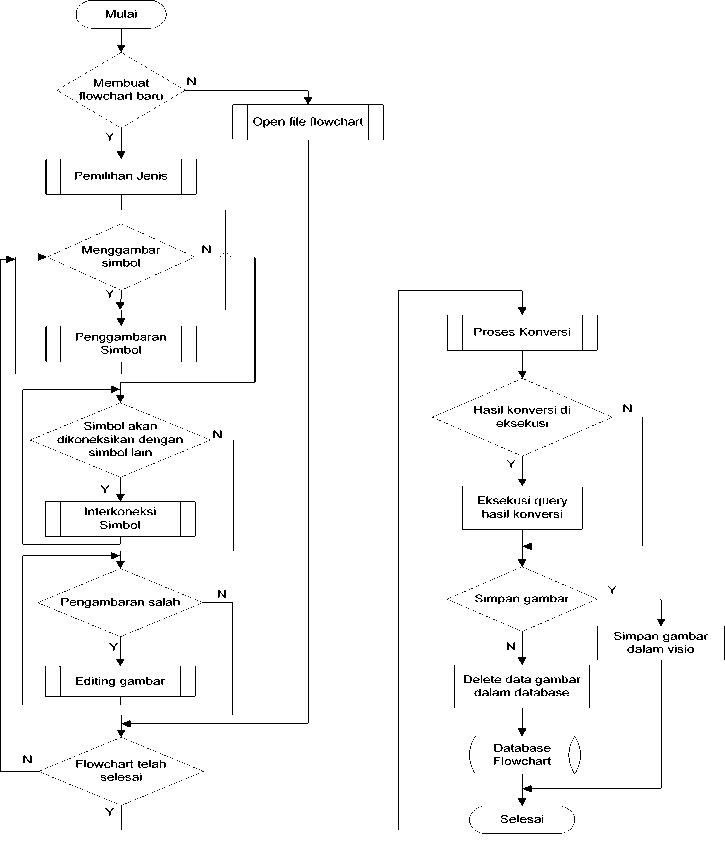 Mulai
Membuat
flowchart baru
N
Open file flowchart
Y
Pemilihan Jenis
Menggambar
simbol
N
Y
Penggambaran
Simbol
Simbol akan
dikoneksikan dengan
simbol lain
N
Y
Interkoneksi
Simbol
Pengambaran salah
N
Y
Editing gambar
Flowchart telah
selesai
N
Y
Proses Konversi
Hasil konversi di
eksekusi
N
Y
Eksekusi query
hasil konversi
Simpan gambar
Y
Simpan gambar
dalam visio
N
Delete data gambar
dalam database
Database
Flowchart
Selesai